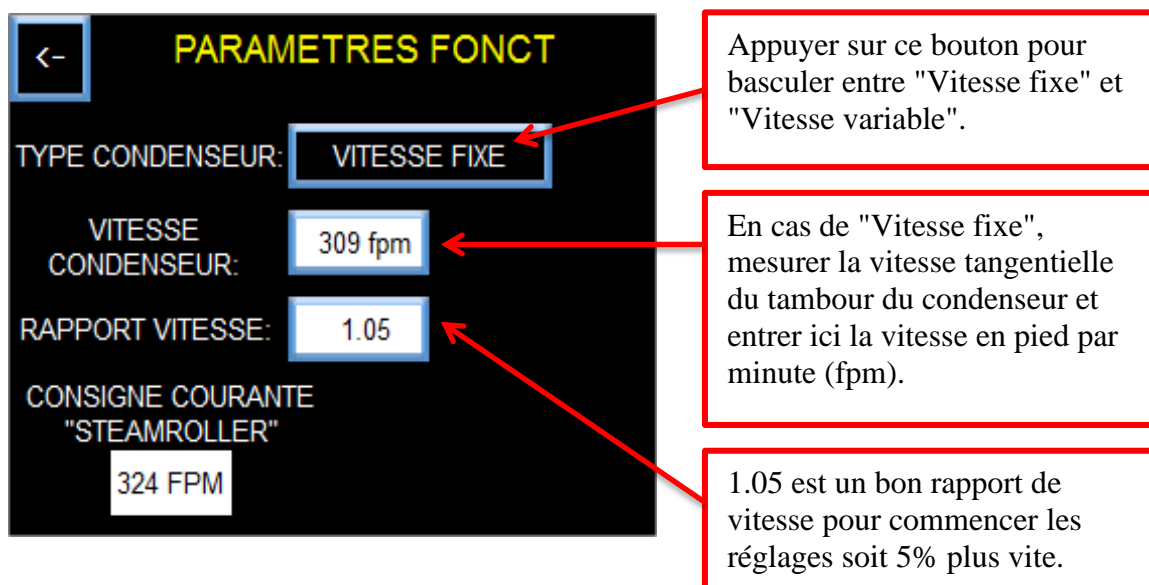 <-
PARAMETRES FONCT
TYPE CONDENSEUR:
VITESSE FIXE
VITESSE
CONDENSEUR:
309 fpm
RAPPORT VITESSE:
1.05
CONSIGNE COURANTE
"STEAMROLLER"
324 FPM
Appuyer sur ce bouton pour
basculer entre "Vitesse fixe" et
"Vitesse variable".
En cas de "Vitesse fixe",
mesurer la vitesse tangentielle
du tambour du condenseur et
entrer ici la vitesse en pied par
minute (fpm).
1.05 est un bon rapport de
vitesse pour commencer les
réglages soit 5% plus vite.